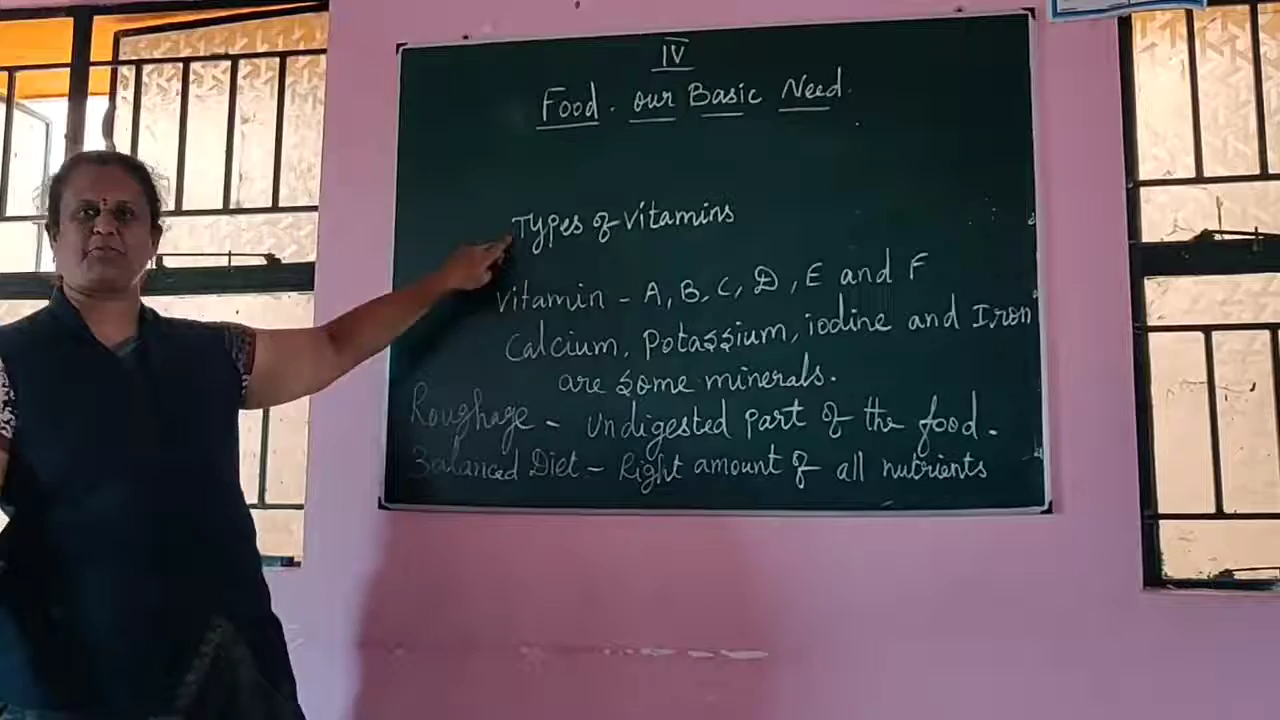 IV
Food. our Basic Need.
Types of vitamins
Vitamin - A, B, C, D, E and F
Calcium, Potassium, iodine and Iron
are some minerals.
Roughage - Undigested part of the food.
Balanced Diet - Right amount of all nutrients